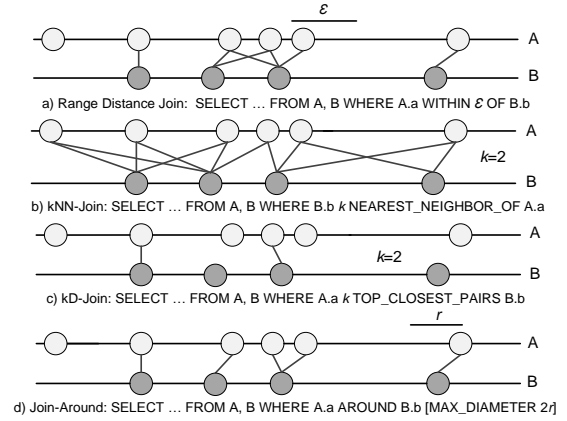 ε
A
B
a) Range Distance Join: SELECT ... FROM A, B WHERE A.a WITHIN ε OF B.b
A
k=2
B
b) kNN-Join: SELECT ... FROM A, B WHERE B.b k NEAREST_NEIGHBOR_OF A.a
A
k=2
B
c) kD-Join: SELECT ... FROM A, B WHERE A.a k TOP_CLOSEST_PAIRS B.b
r
A
B
d) Join-Around: SELECT ... FROM A, B WHERE A.a AROUND B.b [MAX_DIAMETER 2r]